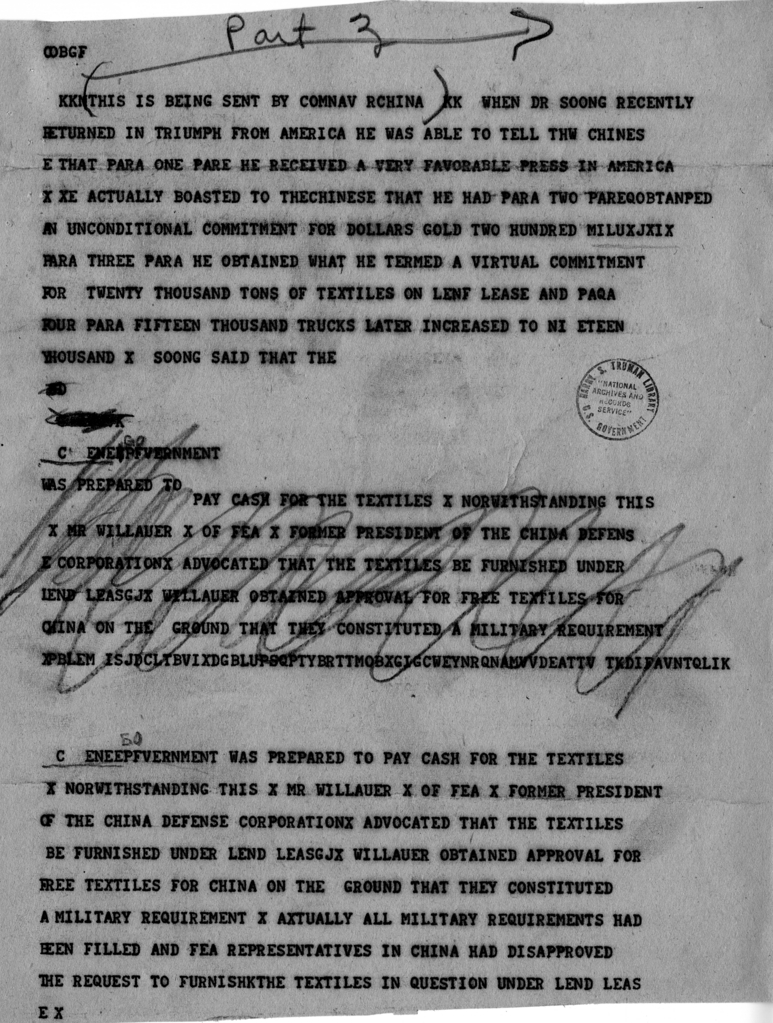 Part 3
ODBGF
KKN(THIS IS BEING SENT BY COMNAV RCHINA )KK WHEN DR SOONG RECENTLY
RETURNED IN TRIUMPH FROM AMERICA HE WAS ABLE TO TELL THW CHINES
E THAT PARA ONE PARE HE RECEIVED A VERY FAVORABLE PRESS IN AMERICA
X XE ACTUALLY BOASTED TO THECHINESE THAT HE HAD PARA TWO PAREQOBTANPED
AN UNCONDITIONAL COMMITMENT FOR DOLLARS GOLD TWO HUNDRED MILUXJXIX
PARA THREE PARA HE OBTAINED WHAT HE TERMED A VIRTUAL COMMITMENT
FOR TWENTY THOUSAND TONS OF TEXTILES ON LENF LEASE AND PAQA
FOUR PARA FIFTEEN THOUSAND TRUCKS LATER INCREASED TO NI ETEEN
THOUSAND X SOONG SAID THAT THE
HARRY S. TRUMAN LIBRARY
"NATIONAL
ARCHIVES AND
RECORDS
SERVICE"
U.S. GOVERNMENT
GO
C ENEEPFVERNMENT
WAS PREPARED TO
PAY CASH FOR THE TEXTILES X NORWITHSTANDING THIS
X MR WILLAUER X OF FEA X FORMER PRESIDENT OF THE CHINA DEFENS
E CORPORATIONX ADVOCATED THAT THE TEXTILES BE FURNISHED UNDER
LEND LEASGJX WILLAUER OBTAINED APPROVAL FOR FREE TEXTILES FOR
CHINA ON THE GROUND THAT THEY CONSTITUTED A MILITARY REQUIREMENT
GO
C ENEEPFVERNMENT WAS PREPARED TO PAY CASH FOR THE TEXTILES
X NORWITHSTANDING THIS X MR WILLAUER X OF FEA X FORMER PRESIDENT
OF THE CHINA DEFENSE CORPORATIONX ADVOCATED THAT THE TEXTILES
BE FURNISHED UNDER LEND LEASGJX WILLAUER OBTAINED APPROVAL FOR
FREE TEXTILES FOR CHINA ON THE GROUND THAT THEY CONSTITUTED
A MILITARY REQUIREMENT X AXTUALLY ALL MILITARY REQUIREMENTS HAD
BEEN FILLED AND FEA REPRESENTATIVES IN CHINA HAD DISAPPROVED
THE REQUEST TO FURNISHKTHE TEXTILES IN QUESTION UNDER LEND LEAS
E X